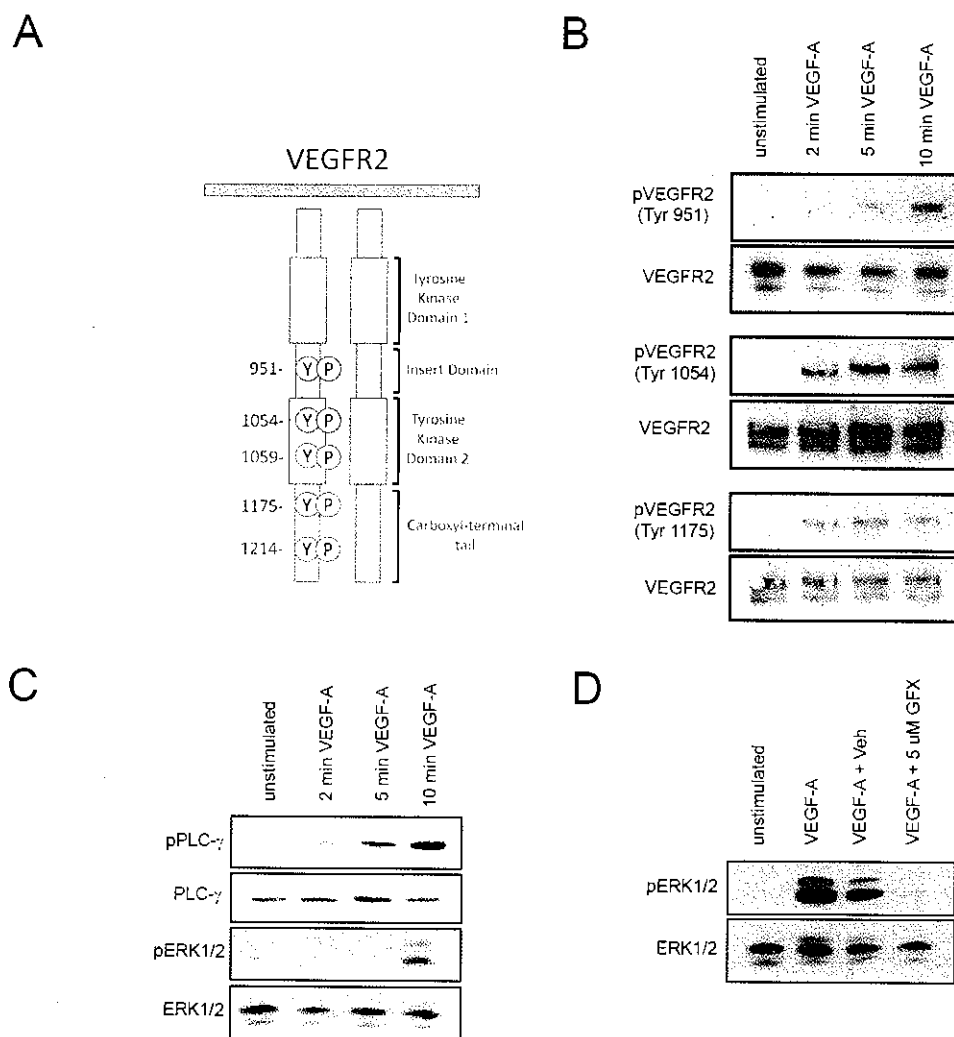 A
VEGFR2
Tyrosine
Kinase
Domain 1
951-
Y P
Insert Domain
1054-
Y P
1059-
Y P
Tyrosine
Kinase
Domain 2
1175-
Y P
1214-
Y P
Carboxyl-terminal
tail
B
unstimulated
2 min VEGF-A
5 min VEGF-A
10 min VEGF-A
pVEGFR2
(Tyr 951)
VEGFR2
pVEGFR2
(Tyr 1054)
VEGFR2
pVEGFR2
(Tyr 1175)
VEGFR2
C
unstimulated
2 min VEGF-A
5 min VEGF-A
10 min VEGF-A
pPLC-γ
PLC-γ
pERK1/2
ERK1/2
D
unstimulated
VEGF-A
VEGF-A + Veh
VEGF-A + 5 uM GFX
pERK1/2
ERK1/2